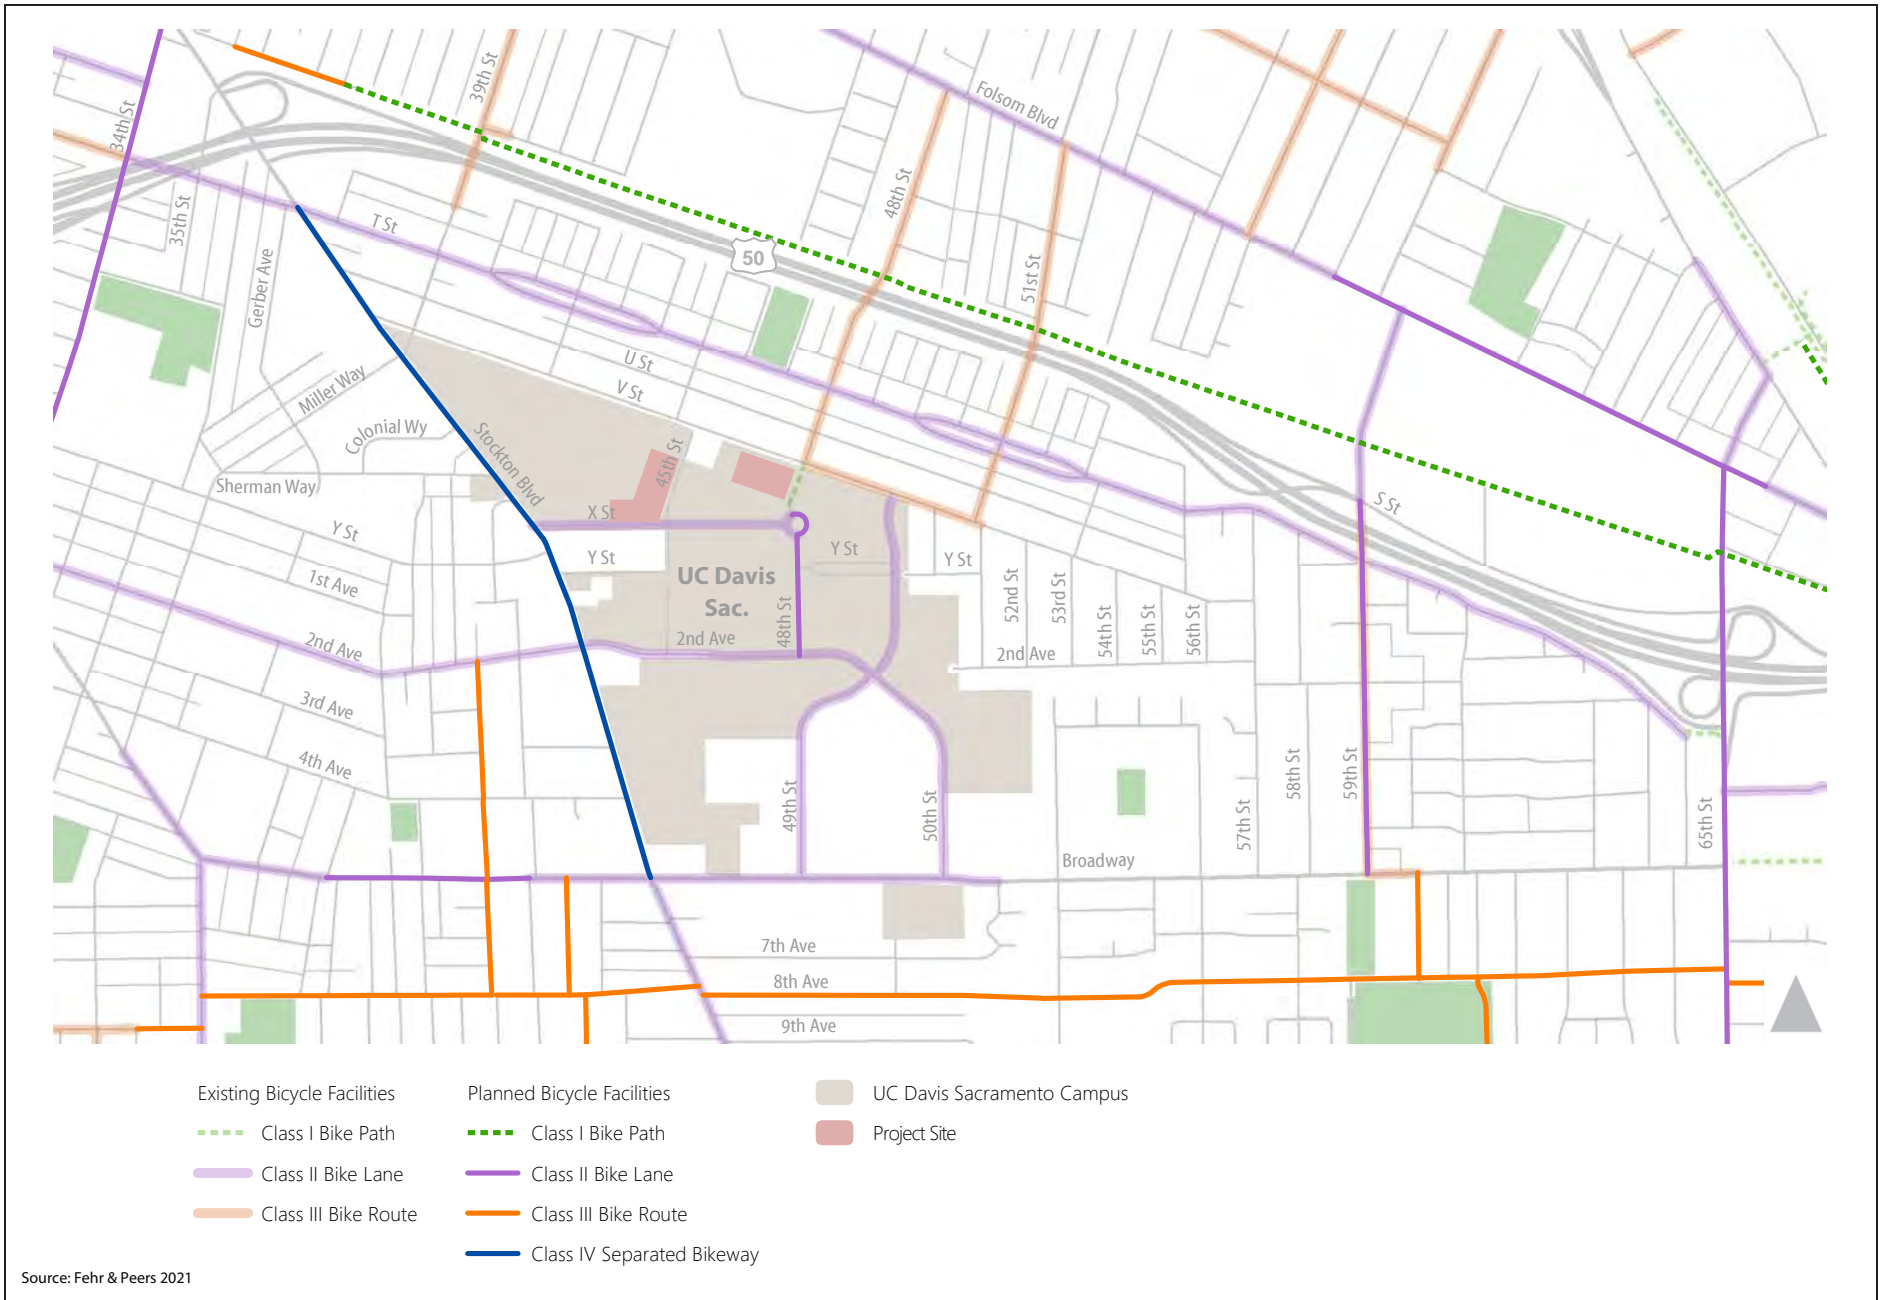 39th St
34th St
Folsom Blvd
48th St
35th St
T St
50
51st St
Gerber Ave
U St
V St
Miller Way
Colonial Wy
Stockton Blvd
45th St
Sherman Way
S St
X St
Y St
Y St
Y St
Y St
1st Ave
UC Davis
Sac.
48th St
52nd St
53rd St
54th St
55th St
56th St
2nd Ave
2nd Ave
2nd Ave
3rd Ave
4th Ave
49th St
50th St
57th St
58th St
59th St
65th St
Broadway
7th Ave
8th Ave
9th Ave
Existing Bicycle Facilities
Class I Bike Path
Class II Bike Lane
Class III Bike Route
Planned Bicycle Facilities
Class I Bike Path
Class II Bike Lane
Class III Bike Route
Class IV Separated Bikeway
UC Davis Sacramento Campus
Project Site
Source: Fehr & Peers 2021